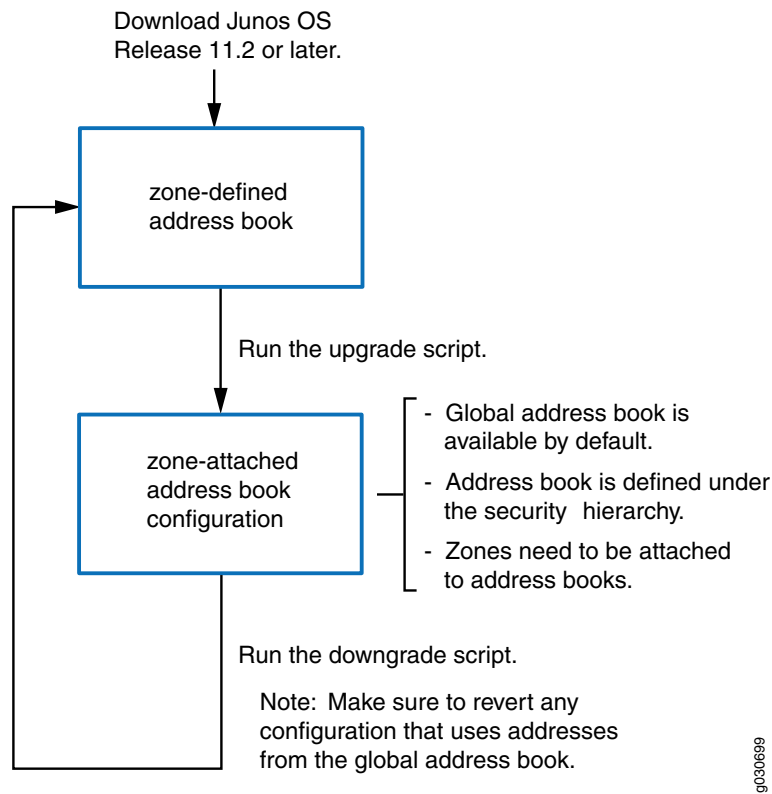 Download Junos OS
Release 11.2 or later.
zone-defined
address book
Run the upgrade script.
zone-attached
address book
configuration
- Global address book is
available by default.
- Address book is defined under
the security hierarchy.
- Zones need to be attached
to address books.
Run the downgrade script.
Note: Make sure to revert any
configuration that uses addresses
from the global address book.
g030699